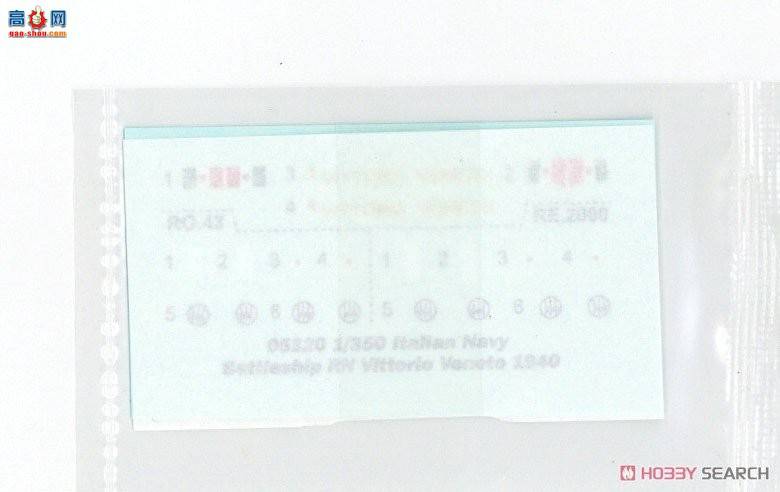 高 网
gao-shou.com
1 3 2
4
RO.43 RE.2000
1 2 3 4 1 2 3 4
5 6 5 6
05320 1/350 Italian Navy
Battleship RN Vittorio Veneto 1940
HOBBY SEARCH